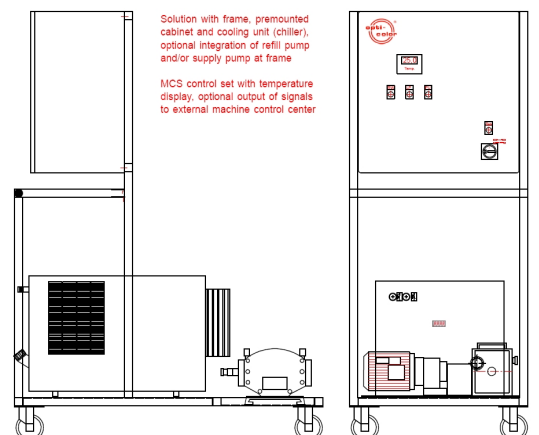 Solution with frame, premounted
cabinet and cooling unit (chiller),
optional integration of refill pump
and/or supply pump at frame
MCS control set with temperature
display, optional output of signals
to external machine control center
opti-
color
Temp.